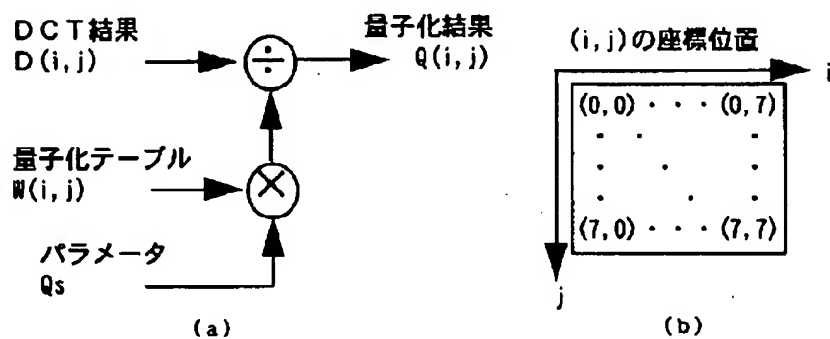 DCT結果
D(i,j)
量子化結果
Q(i,j)
÷
量子化テーブル
W(i,j)
×
パラメータ
Qs
(a)
(i,j)の座標位置
i
(0,0)・・・(0,7)
・ ・ ・
・ ・ ・
・ ・ ・
(7,0)・・・(7,7)
j
(b)